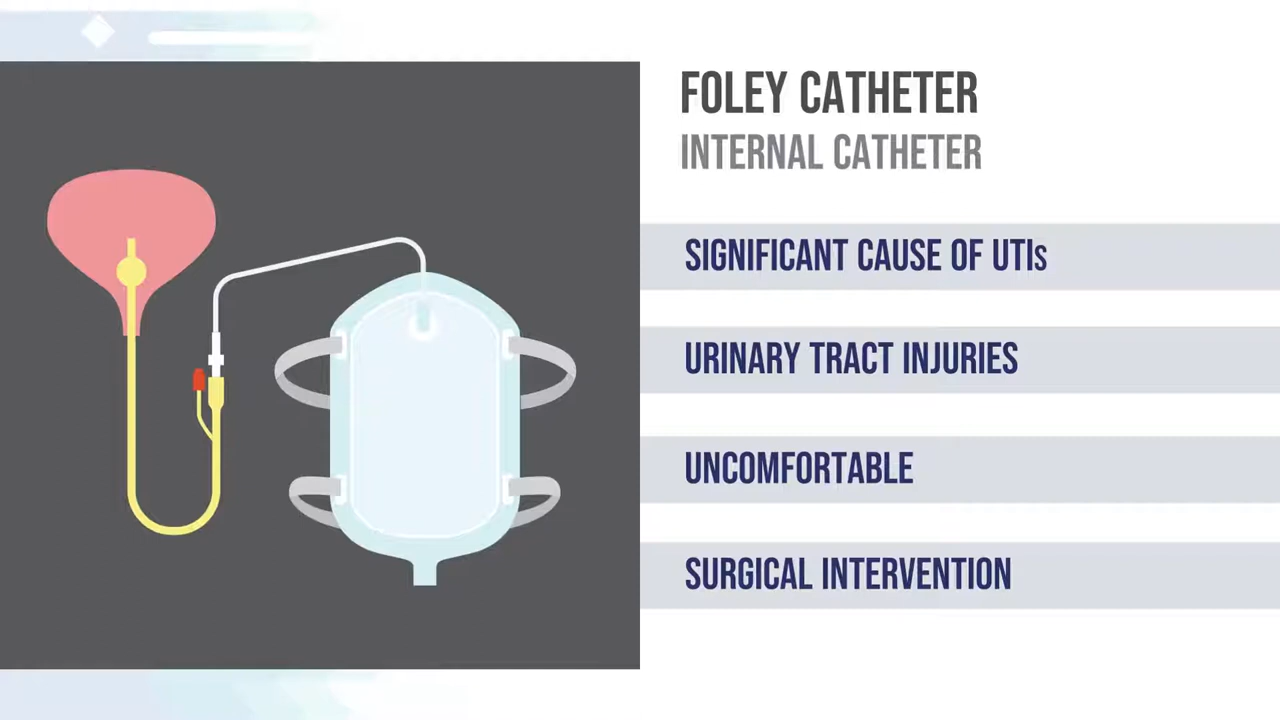 FOLEY CATHETER
INTERNAL CATHETER
SIGNIFICANT CAUSE OF UTIs
URINARY TRACT INJURIES
UNCOMFORTABLE
SURGICAL INTERVENTION